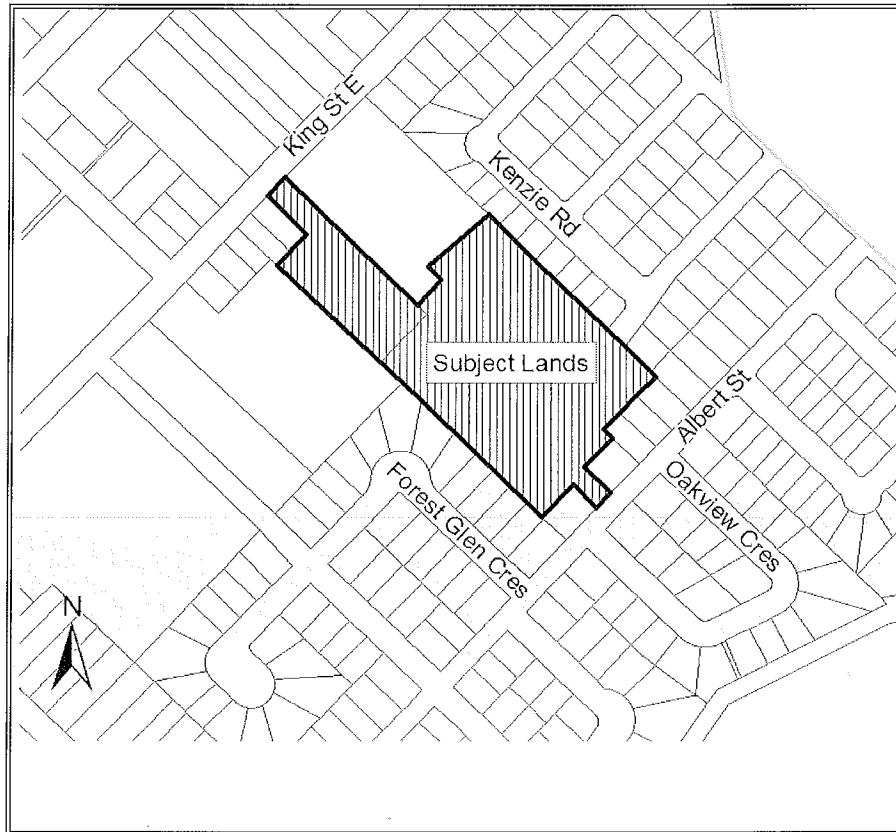 King St E
Kenzie Rd
Subject Lands
Albert St
Oakview Cres
Forest Glen Cres
N